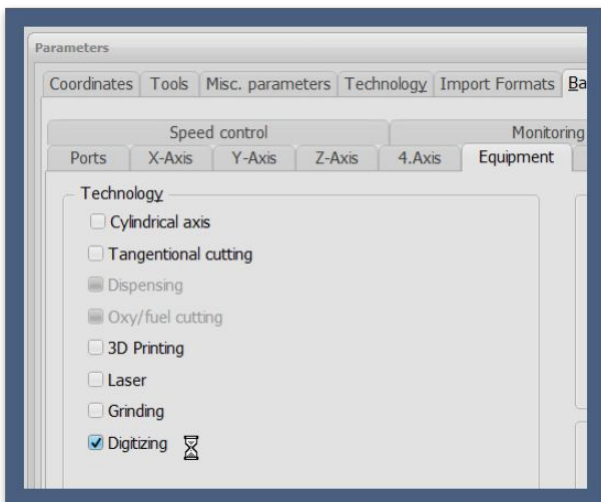 Parameters
Coordinates Tools Misc. parameters Technology Import Formats Ba
Speed control Monitoring
Ports X-Axis Y-Axis Z-Axis 4.Axis Equipment
Technology
Cylindrical axis
Tangentional cutting
Dispensing
Oxy/fuel cutting
3D Printing
Laser
Grinding
Digitizing